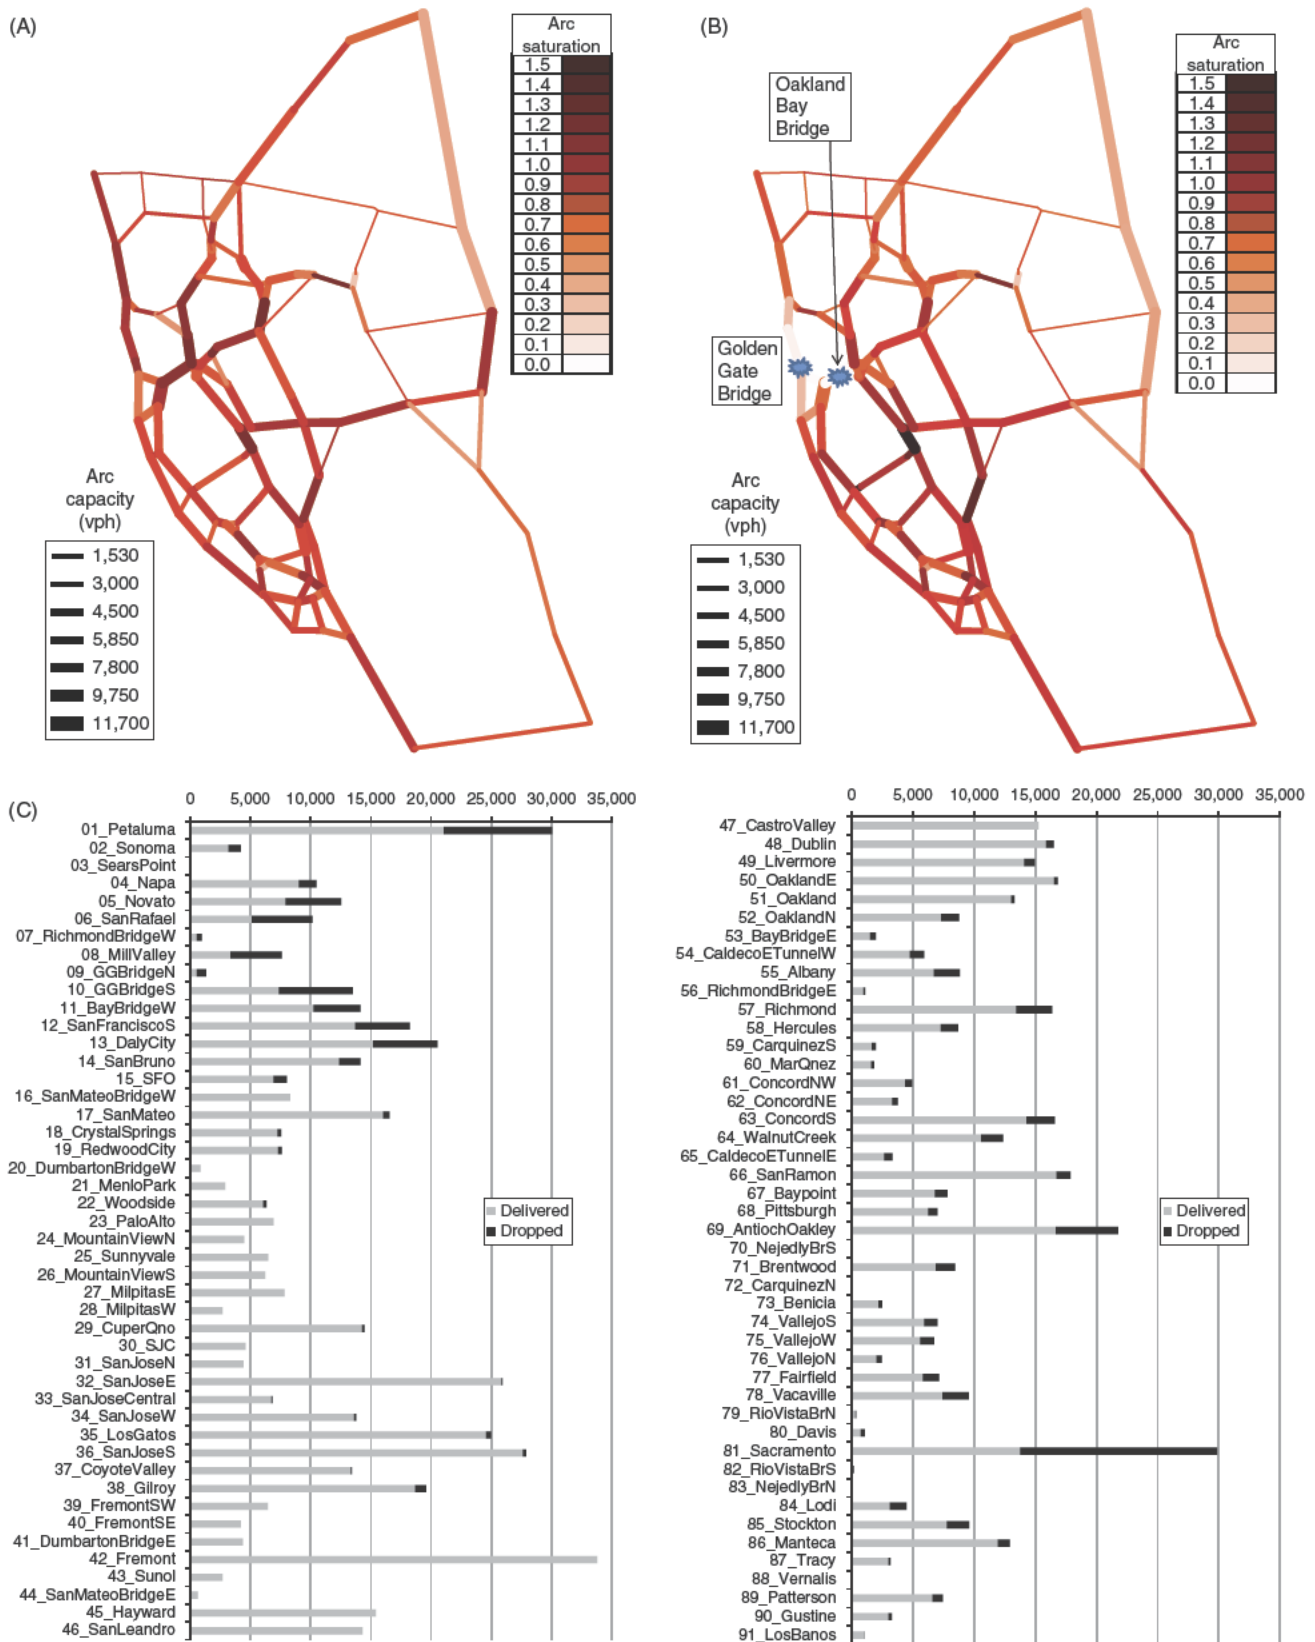 (A)
Arc
saturation
1.5
1.4
1.3
1.2
1.1
1.0
0.9
0.8
0.7
0.6
0.5
0.4
0.3
0.2
0.1
0.0
Arc
capacity
(vph)
1,530
3,000
4,500
5,850
7,800
9,750
11,700
(B)
Oakland
Bay
Bridge
Golden
Gate
Bridge
Arc
saturation
1.5
1.4
1.3
1.2
1.1
1.0
0.9
0.8
0.7
0.6
0.5
0.4
0.3
0.2
0.1
0.0
Arc
capacity
(vph)
1,530
3,000
4,500
5,850
7,800
9,750
11,700
(C)
0 5,000 10,000 15,000 20,000 25,000 30,000 35,000
01_Petaluma
02_Sonoma
03_SearsPoint
04_Napa
05_Novato
06_SanRafael
07_RichmondBridgeW
08_MillValley
09_GGBridgeN
10_GGBridgeS
11_BayBridgeW
12_SanFranciscoS
13_DalyCity
14_SanBruno
15_SFO
16_SanMateoBridgeW
17_SanMateo
18_CrystalSprings
19_RedwoodCity
20_DumbartonBridgeW
21_MenloPark
22_Woodside
23_PaloAlto
24_MountainViewN
25_Sunnyvale
26_MountainViewS
27_MilpitasE
28_MilpitasW
29_CuperQno
30_SJC
31_SanJoseN
32_SanJoseE
33_SanJoseCentral
34_SanJoseW
35_LosGatos
36_SanJoseS
37_CoyoteValley
38_Gilroy
39_FremontSW
40_FremontSE
41_DumbartonBridgeE
42_Fremont
43_Sunol
44_SanMateoBridgeE
45_Hayward
46_SanLeandro
Delivered
Dropped
0 5,000 10,000 15,000 20,000 25,000 30,000 35,000
47_CastroValley
48_Dublin
49_Livermore
50_OaklandE
51_Oakland
52_OaklandN
53_BayBridgeE
54_CaldecoETunnelW
55_Albany
56_RichmondBridgeE
57_Richmond
58_Hercules
59_CarquinezS
60_MarQnez
61_ConcordNW
62_ConcordNE
63_ConcordS
64_WalnutCreek
65_CaldecoETunnelE
66_SanRamon
67_Baypoint
68_Pittsburgh
69_AntiochOakley
70_NejedlyBrS
71_Brentwood
72_CarquinezN
73_Benicia
74_VallejoS
75_VallejoW
76_VallejoN
77_Fairfield
78_Vacaville
79_RioVistaBrN
80_Davis
81_Sacramento
82_RioVistaBrS
83_NejedlyBrN
84_Lodi
85_Stockton
86_Manteca
87_Tracy
88_Vernalis
89_Patterson
90_Gustine
91_LosBanos
Delivered
Dropped